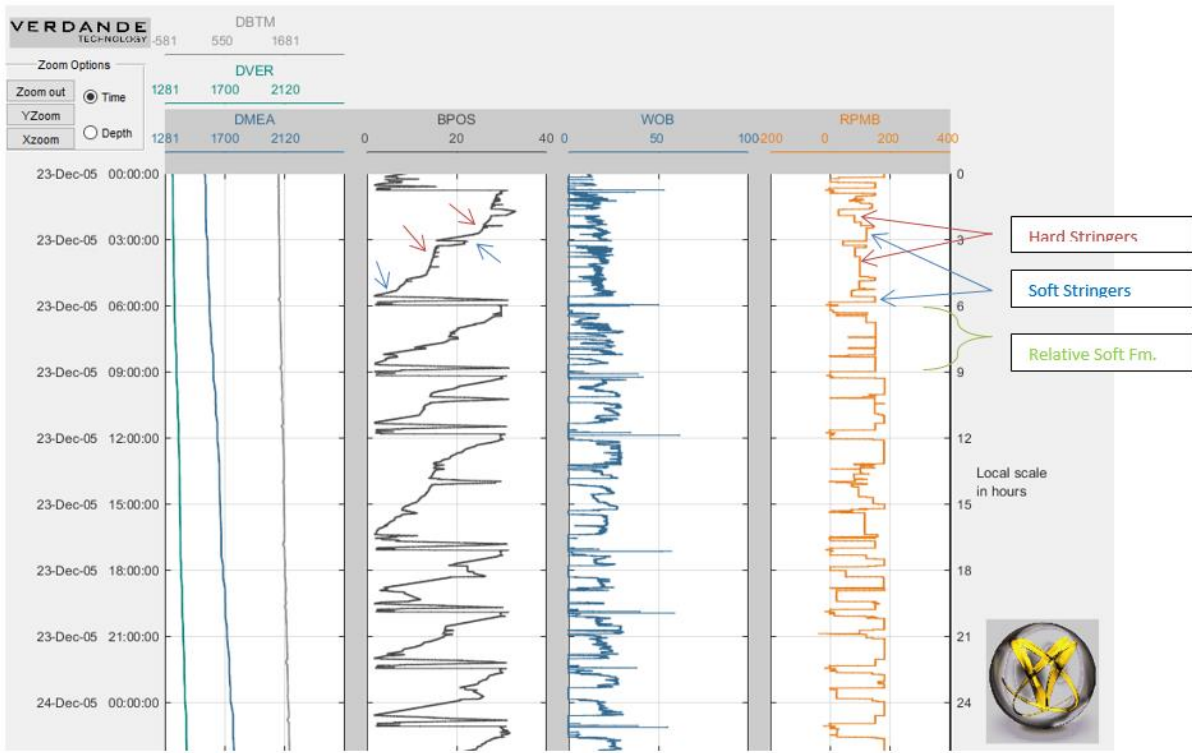 VERDANDE
TECHNOLOGY
Zoom Options
Zoom out
Time
YZoom
Depth
Xzoom
DBTM
-581 550 1681
DVER
1281 1700 2120
DMEA BPOS WOB RPMB
1281 1700 2120 0 20 40 0 50 100 -200 0 200 400
23-Dec-05 00:00:00 0
23-Dec-05 03:00:00 3
23-Dec-05 06:00:00 6
23-Dec-05 09:00:00 9
23-Dec-05 12:00:00 12
23-Dec-05 15:00:00 15
23-Dec-05 18:00:00 18
23-Dec-05 21:00:00 21
24-Dec-05 00:00:00 24
Hard Stringers
Soft Stringers
Relative Soft Fm.
Local scale
in hours